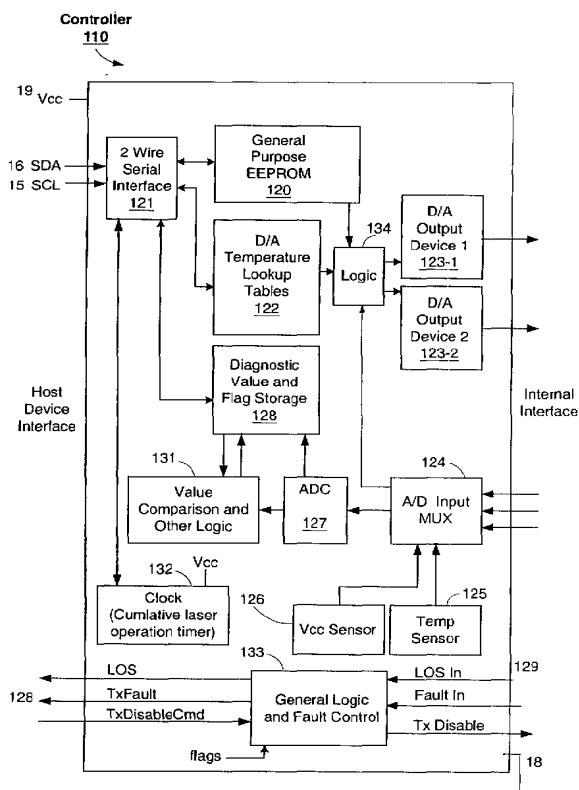 Controller
110
19 Vcc
16 SDA
15 SCL
2 Wire
Serial
Interface
121
General
Purpose
EEPROM
120
D/A
Temperature
Lookup
Tables
122
134
Logic
D/A
Output
Device 1
123-1
D/A
Output
Device 2
123-2
Host
Device
Interface
Diagnostic
Value and
Flag Storage
128
Internal
Interface
131
Value
Comparison and
Other Logic
ADC
127
124
A/D Input
MUX
132
Vcc
Clock
(Cumlative laser
operation timer)
126
Vcc Sensor
125
Temp
Sensor
133
General Logic
and Fault Control
LOS
128
TxFault
TxDisableCmd
flags
LOS In
129
Fault In
Tx Disable
18